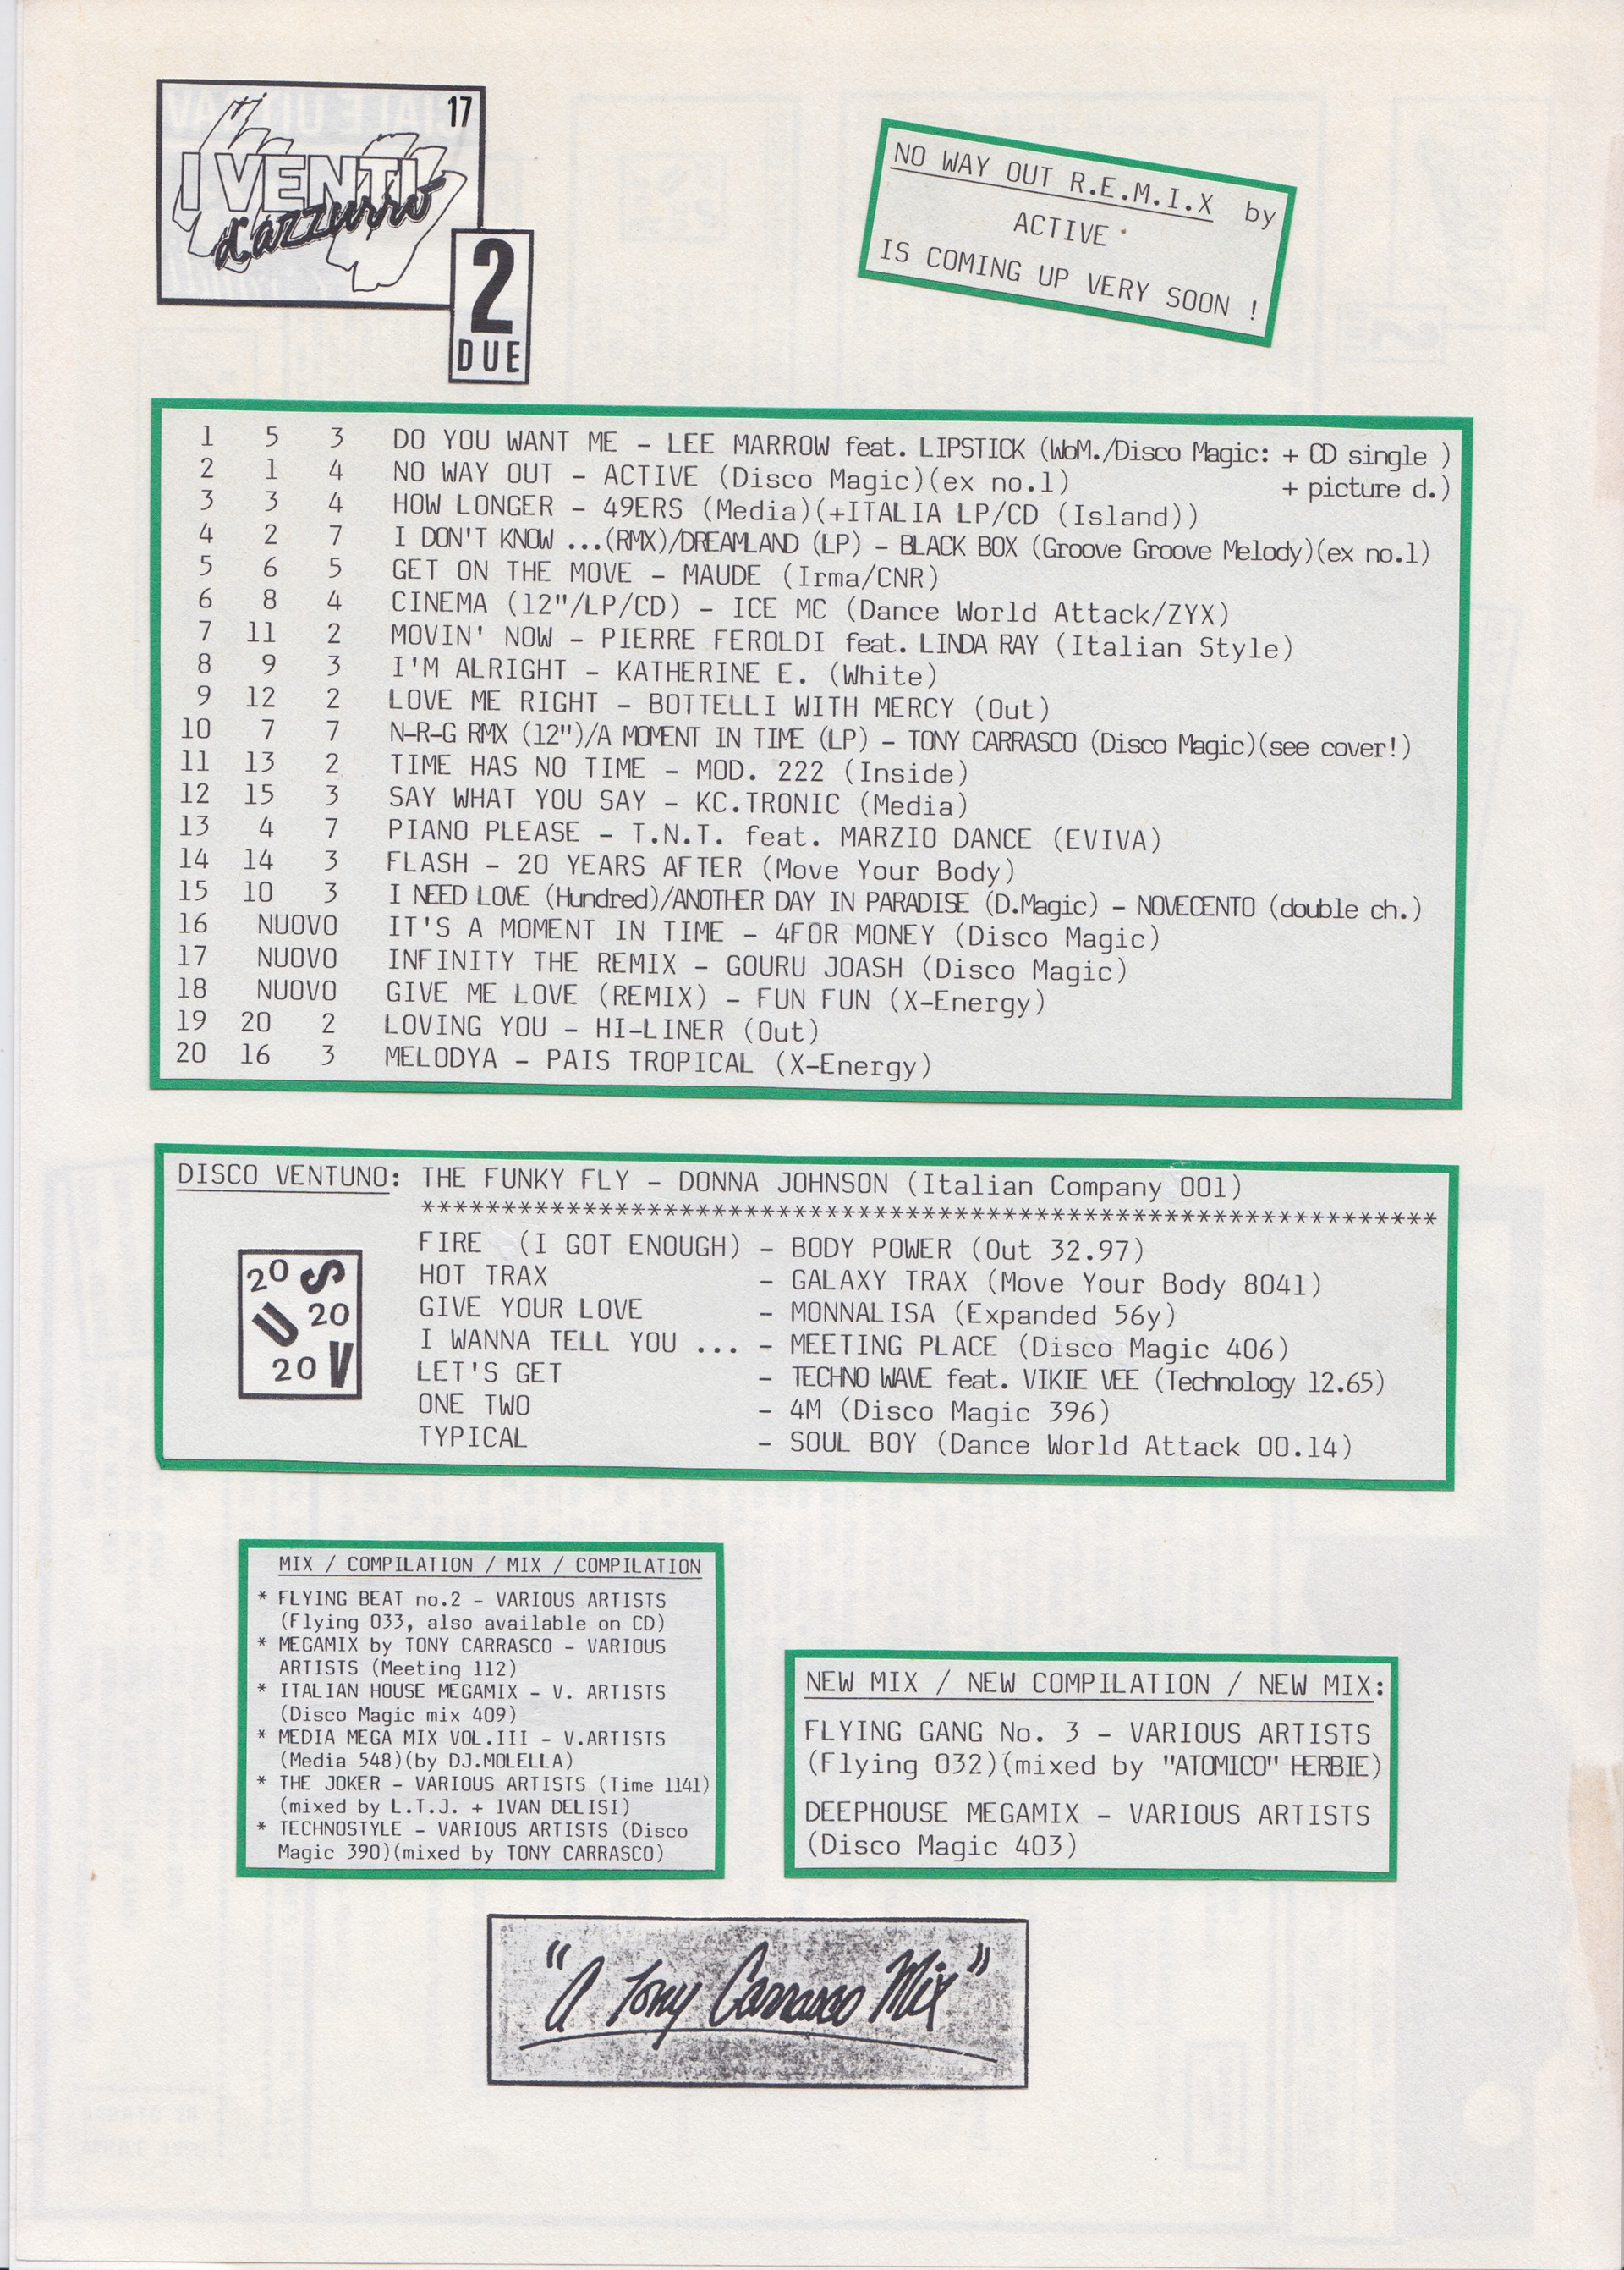 17
I VENTI
d'azzurro
2
DUE
NO WAY OUT R.E.M.I.X by
ACTIVE
IS COMING UP VERY SOON !
1 5 3 DO YOU WANT ME - LEE MARROW feat. LIPSTICK (WoM./Disco Magic: + CD single )
2 1 4 NO WAY OUT - ACTIVE (Disco Magic)(ex no.1) + picture d.)
3 3 4 HOW LONGER - 49ERS (Media)(+ITALIA LP/CD (Island))
4 2 7 I DON'T KNOW ...(RMX)/DREAMLAND (LP) - BLACK BOX (Groove Groove Melody)(ex no.1)
5 6 5 GET ON THE MOVE - MAUDE (Irma/CNR)
6 8 4 CINEMA (12"/LP/CD) - ICE MC (Dance World Attack/ZYX)
7 11 2 MOVIN' NOW - PIERRE FEROLDI feat. LINDA RAY (Italian Style)
8 9 3 I'M ALRIGHT - KATHERINE E. (White)
9 12 2 LOVE ME RIGHT - BOTTELLI WITH MERCY (Out)
10 7 7 N-R-G RMX (12")/A MOMENT IN TIME (LP) - TONY CARRASCO (Disco Magic)(see cover!)
11 13 2 TIME HAS NO TIME - MOD. 222 (Inside)
12 15 3 SAY WHAT YOU SAY - KC.TRONIC (Media)
13 4 7 PIANO PLEASE - T.N.T. feat. MARZIO DANCE (EVIVA)
14 14 3 FLASH - 20 YEARS AFTER (Move Your Body)
15 10 3 I NEED LOVE (Hundred)/ANOTHER DAY IN PARADISE (D.Magic) - NOVECENTO (double ch.)
16 NUOVO IT'S A MOMENT IN TIME - 4FOR MONEY (Disco Magic)
17 NUOVO INFINITY THE REMIX - GOURU JOASH (Disco Magic)
18 NUOVO GIVE ME LOVE (REMIX) - FUN FUN (X-Energy)
19 20 2 LOVING YOU - HI-LINER (Out)
20 16 3 MELODYA - PAIS TROPICAL (X-Energy)
DISCO VENTUNO: THE FUNKY FLY - DONNA JOHNSON (Italian Company 001)
***************************************************************
FIRE (I GOT ENOUGH) - BODY POWER (Out 32.97)
HOT TRAX - GALAXY TRAX (Move Your Body 8041)
GIVE YOUR LOVE - MONNALISA (Expanded 56y)
I WANNA TELL YOU ... - MEETING PLACE (Disco Magic 406)
LET'S GET - TECHNO WAVE feat. VIKIE VEE (Technology 12.65)
ONE TWO - 4M (Disco Magic 396)
TYPICAL - SOUL BOY (Dance World Attack 00.14)
20 S
U 20
20 V
MIX / COMPILATION / MIX / COMPILATION
* FLYING BEAT no.2 - VARIOUS ARTISTS
(Flying 033, also available on CD)
* MEGAMIX by TONY CARRASCO - VARIOUS
ARTISTS (Meeting 112)
* ITALIAN HOUSE MEGAMIX - V. ARTISTS
(Disco Magic mix 409)
* MEDIA MEGA MIX VOL.III - V.ARTISTS
(Media 548)(by DJ.MOLELLA)
* THE JOKER - VARIOUS ARTISTS (Time 1141)
(mixed by L.T.J. + IVAN DELISI)
* TECHNOSTYLE - VARIOUS ARTISTS (Disco
Magic 390)(mixed by TONY CARRASCO)
NEW MIX / NEW COMPILATION / NEW MIX:
FLYING GANG No. 3 - VARIOUS ARTISTS
(Flying 032)(mixed by "ATOMICO" HERBIE)
DEEPHOUSE MEGAMIX - VARIOUS ARTISTS
(Disco Magic 403)
"A Tony Carrasco Mix"